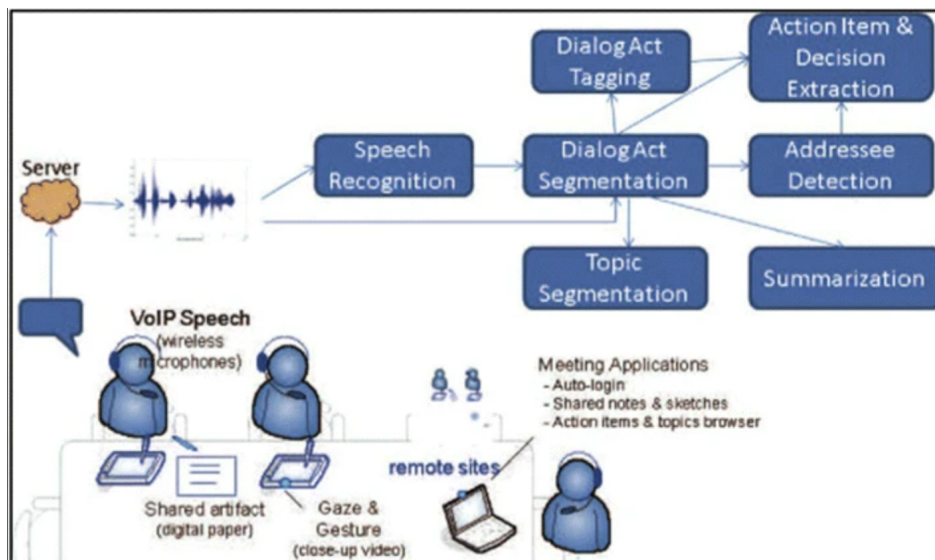 Dialog Act
Tagging
Action Item &
Decision
Extraction
Server
Speech
Recognition
Dialog Act
Segmentation
Addressee
Detection
Topic
Segmentation
Summarization
VoIP Speech
(wireless
microphones)
Meeting Applications
- Auto-login
- Shared notes & sketches
- Action items & topics browser
remote sites
Shared artifact
(digital paper)
Gaze &
Gesture
(close-up video)